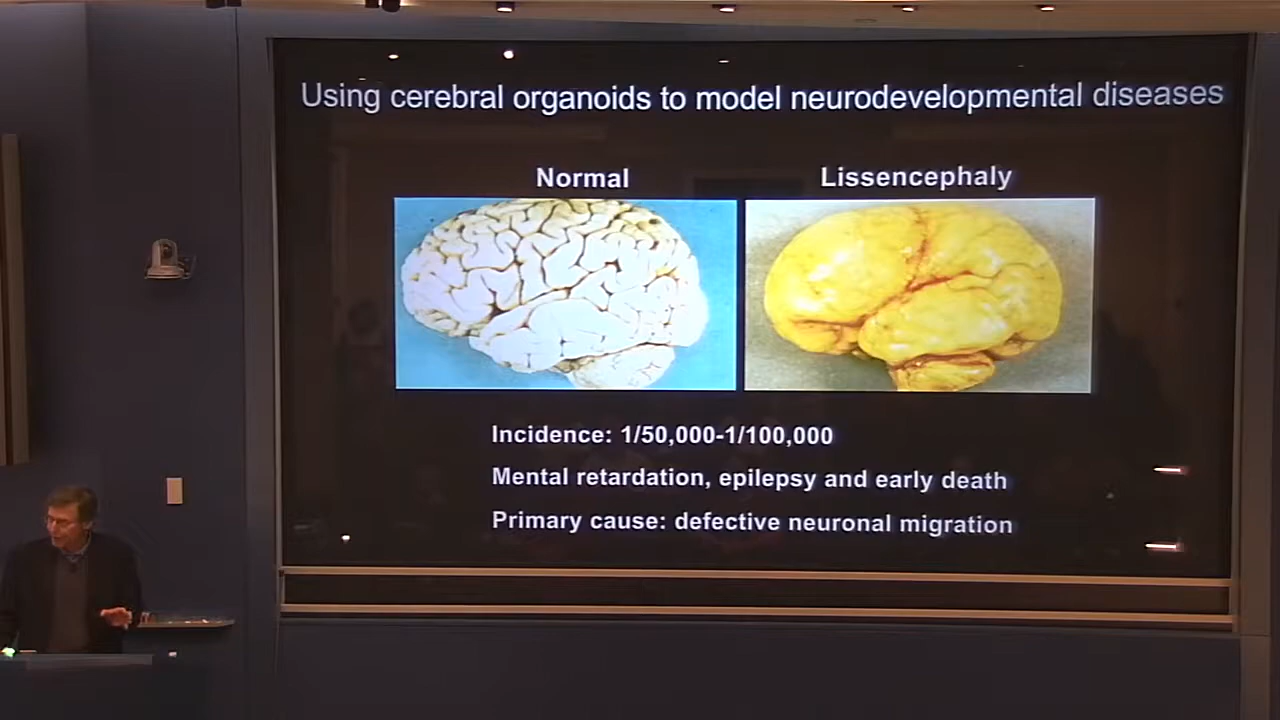 Using cerebral organoids to model neurodevelopmental diseases
Normal
Lissencephaly
Incidence: 1/50,000-1/100,000
Mental retardation, epilepsy and early death
Primary cause: defective neuronal migration